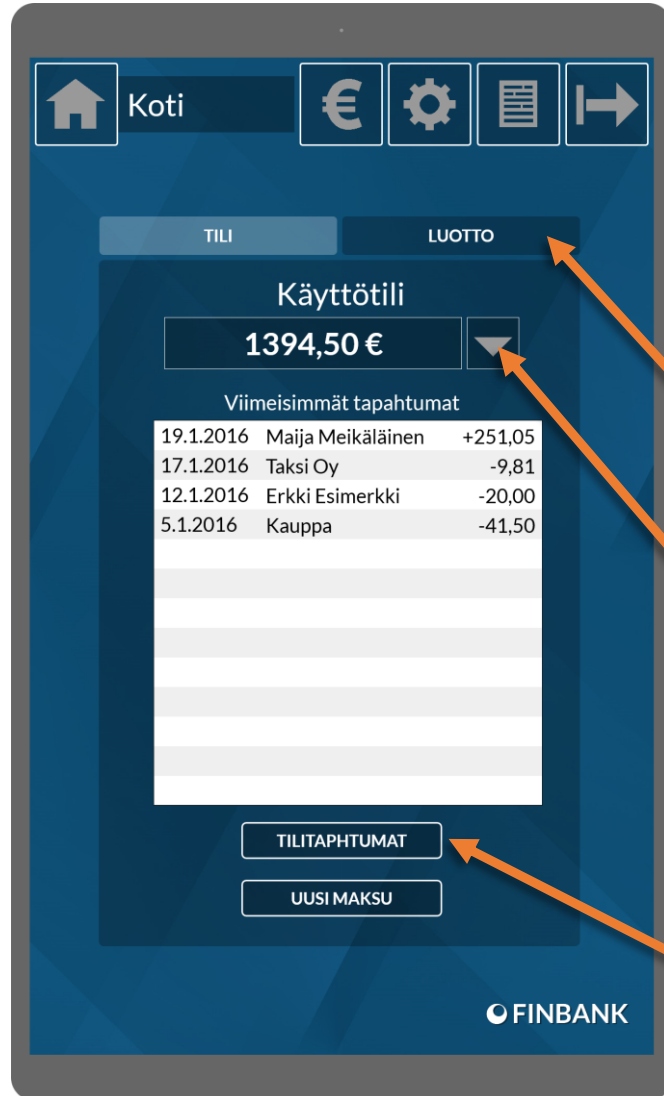 Koti €
TILI LUOTTO
Käyttötili
1394,50 €
Viimeisimmät tapahtumat
19.1.2016 Maija Meikäläinen +251,05
17.1.2016 Taksi Oy -9,81
12.1.2016 Erkki Esimerkki -20,00
5.1.2016 Kauppa -41,50
TILITAPHTUMAT
UUSI MAKSU
FINBANK